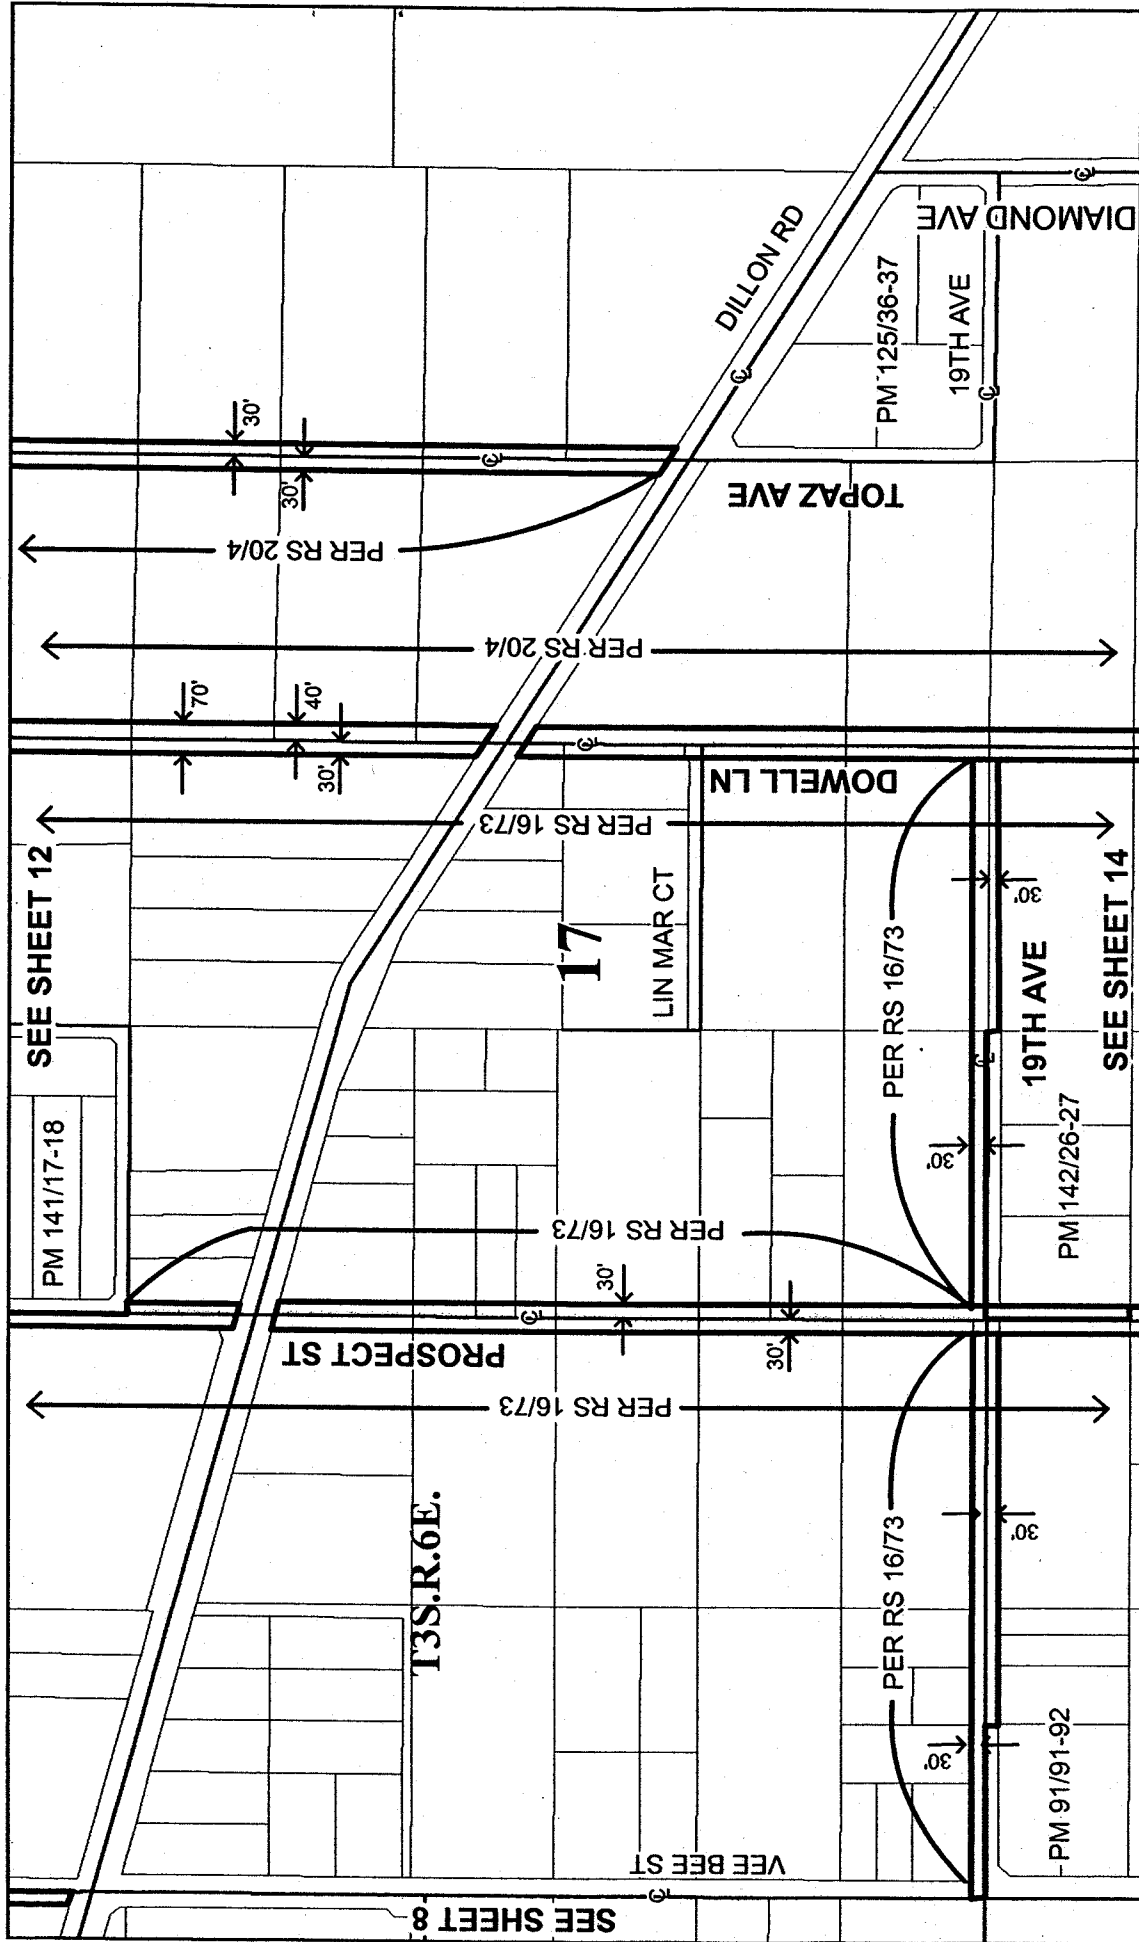 SEE SHEET 12
PM 141/17-18
DILLON RD
30'
30'
PER RS 20/4
PER RS 20/4
TOPAZ AVE
PM 125/36-37
19TH AVE
DIAMOND AVE
70'
40'
30'
PER RS 16/73
DOWELL LN
17
LIN MAR CT
PER RS 16/73
30'
19TH AVE
SEE SHEET 14
30'
PM 142/26-27
PER RS 16/73
30'
30'
PROSPECT ST
PER RS 16/73
T3S.R.6E.
PER RS 16/73
30'
30'
PM 91/91-92
VEE BEE ST
SEE SHEET 8